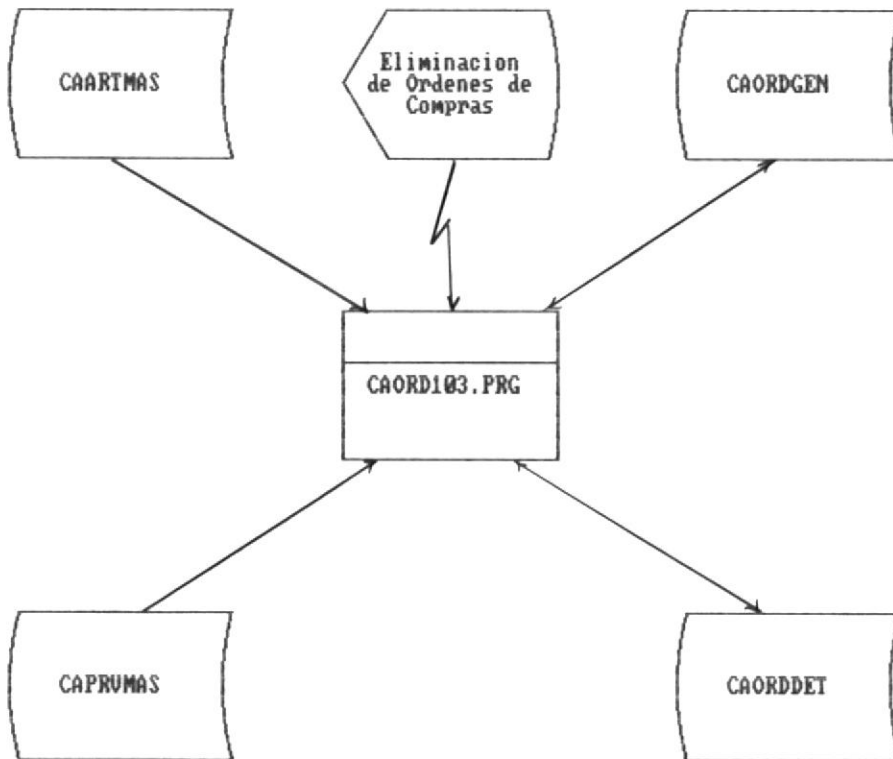 CAARTMAS
Eliminacion
de Ordenes de
Compras
CAORDGEN
CAORD103.PRG
CAPRVMAS
CAORDDET